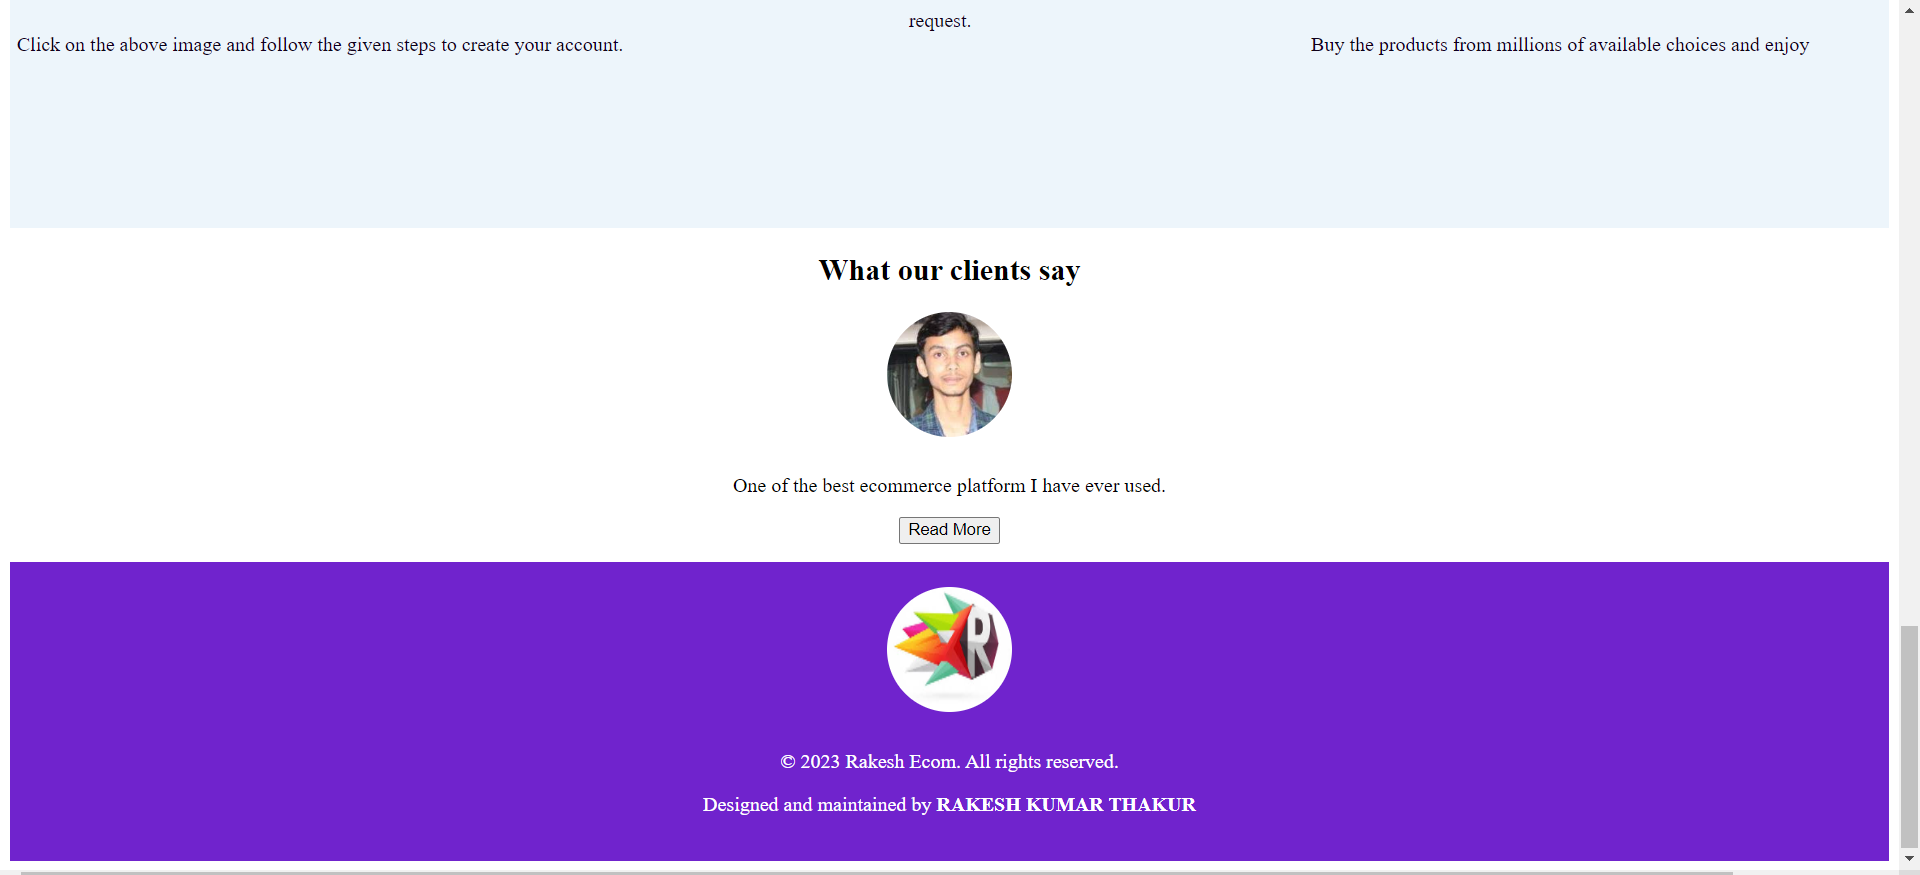 request.
Click on the above image and follow the given steps to create your account.
Buy the products from millions of available choices and enjoy
What our clients say
One of the best ecommerce platform I have ever used.
Read More
R
© 2023 Rakesh Ecom. All rights reserved.
Designed and maintained by RAKESH KUMAR THAKUR